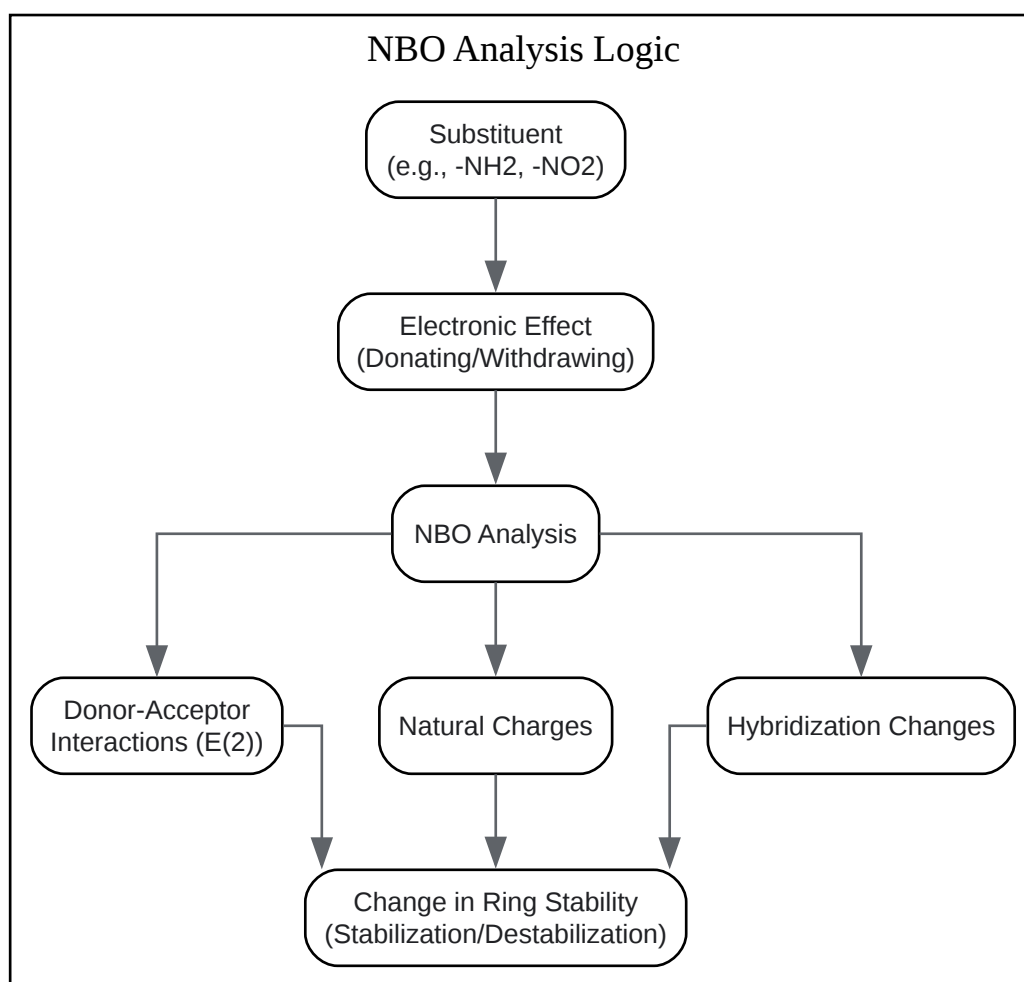 NBO Analysis Logic
Substituent
(e.g., -NH2, -NO2)
Electronic Effect
(Donating/Withdrawing)
NBO Analysis
Donor-Acceptor
Interactions (E(2))
Natural Charges
Hybridization Changes
Change in Ring Stability
(Stabilization/Destabilization)